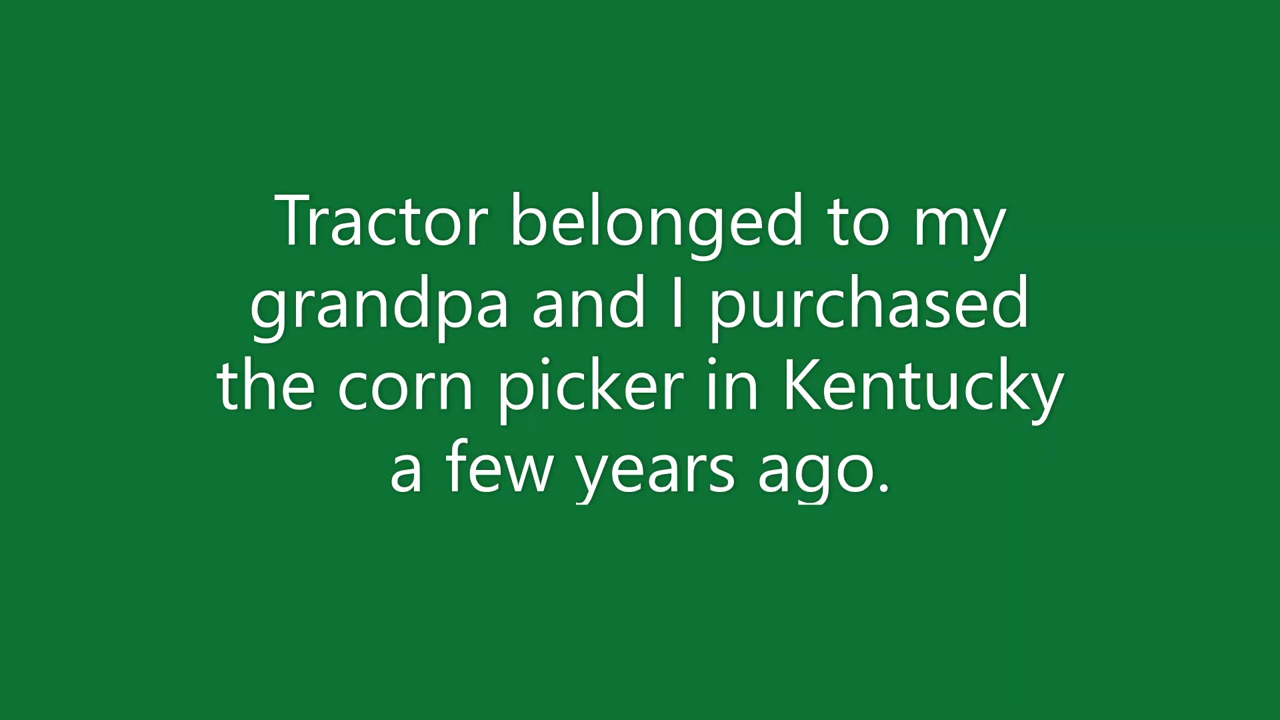 Tractor belonged to my
grandpa and I purchased
the corn picker in Kentucky
a few years ago.